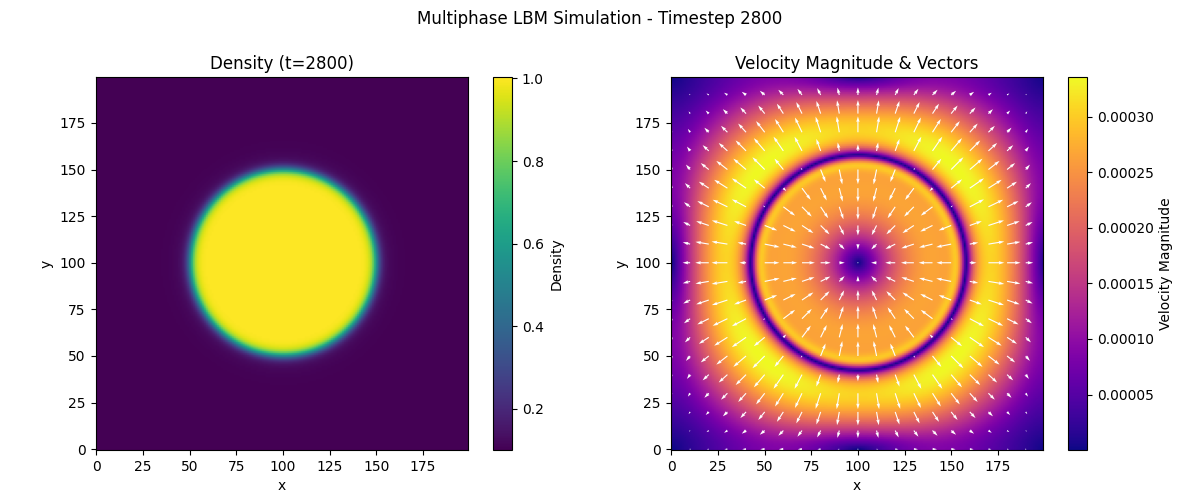 Multiphase LBM Simulation - Timestep 2800
Density (t=2800)
175
150
125
100
75
50
25
0
y
0 25 50 75 100 125 150 175
x
1.0
0.8
0.6
0.4
0.2
Density
Velocity Magnitude & Vectors
175
150
125
100
75
50
25
0
y
0 25 50 75 100 125 150 175
x
0.00030
0.00025
0.00020
0.00015
0.00010
0.00005
Velocity Magnitude